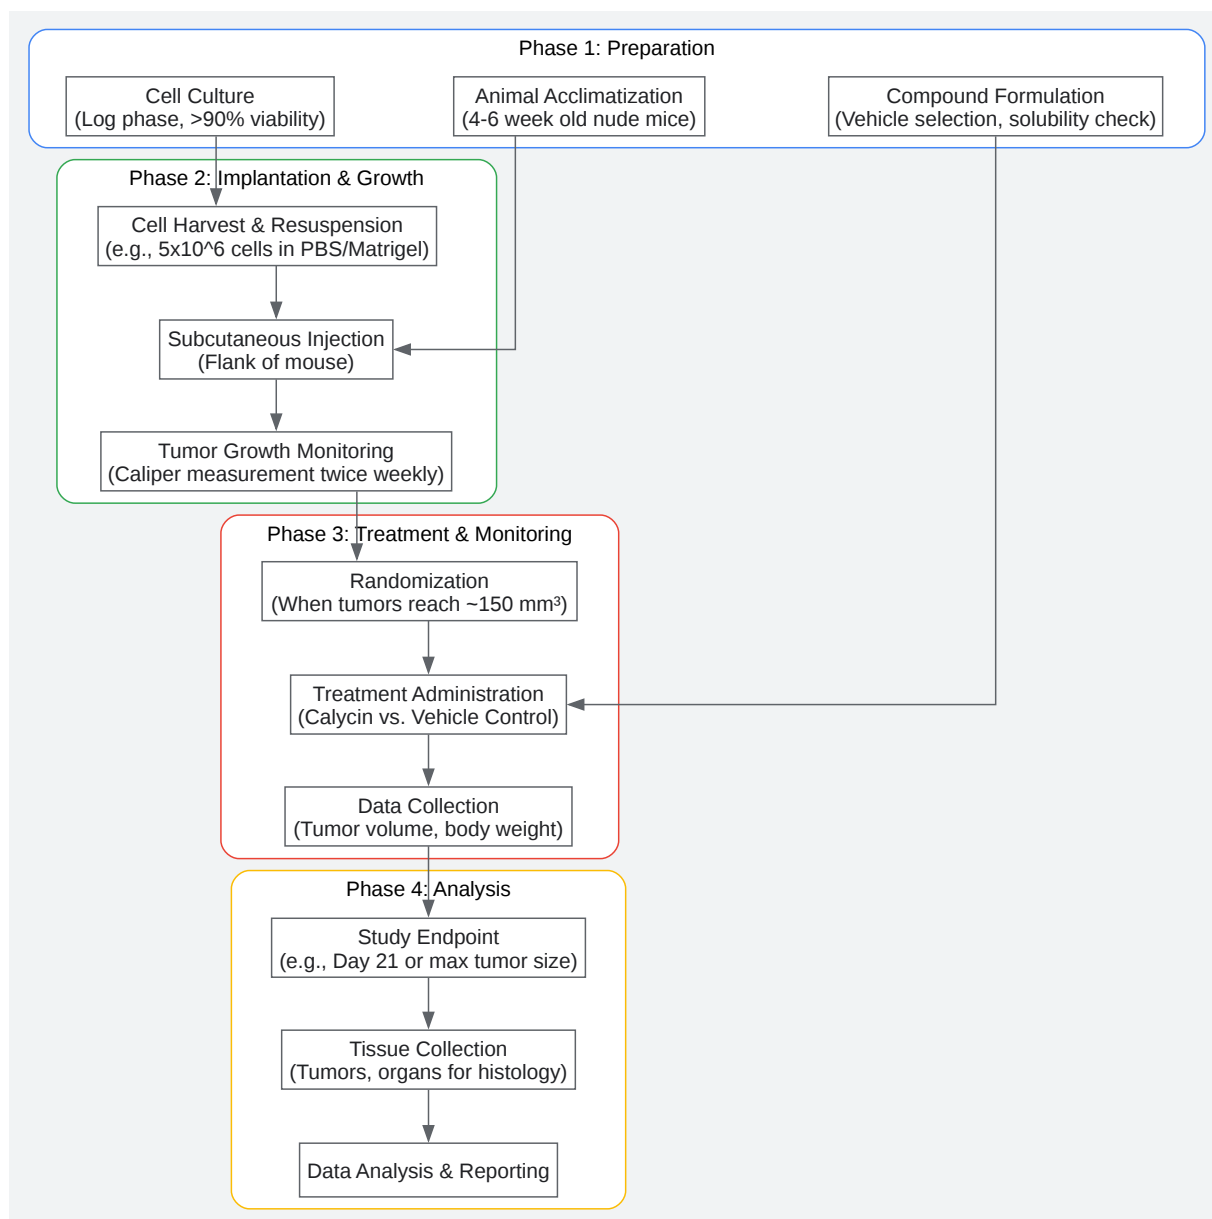 Phase 1: Preparation
Cell Culture
(Log phase, >90% viability)
Animal Acclimatization
(4-6 week old nude mice)
Compound Formulation
(Vehicle selection, solubility check)
Phase 2: Implantation & Growth
Cell Harvest & Resuspension
(e.g., 5x10^6 cells in PBS/Matrigel)
Subcutaneous Injection
(Flank of mouse)
Tumor Growth Monitoring
(Caliper measurement twice weekly)
Phase 3: Treatment & Monitoring
Randomization
(When tumors reach ~150 mm³)
Treatment Administration
(Calycin vs. Vehicle Control)
Data Collection
(Tumor volume, body weight)
Phase 4: Analysis
Study Endpoint
(e.g., Day 21 or max tumor size)
Tissue Collection
(Tumors, organs for histology)
Data Analysis & Reporting